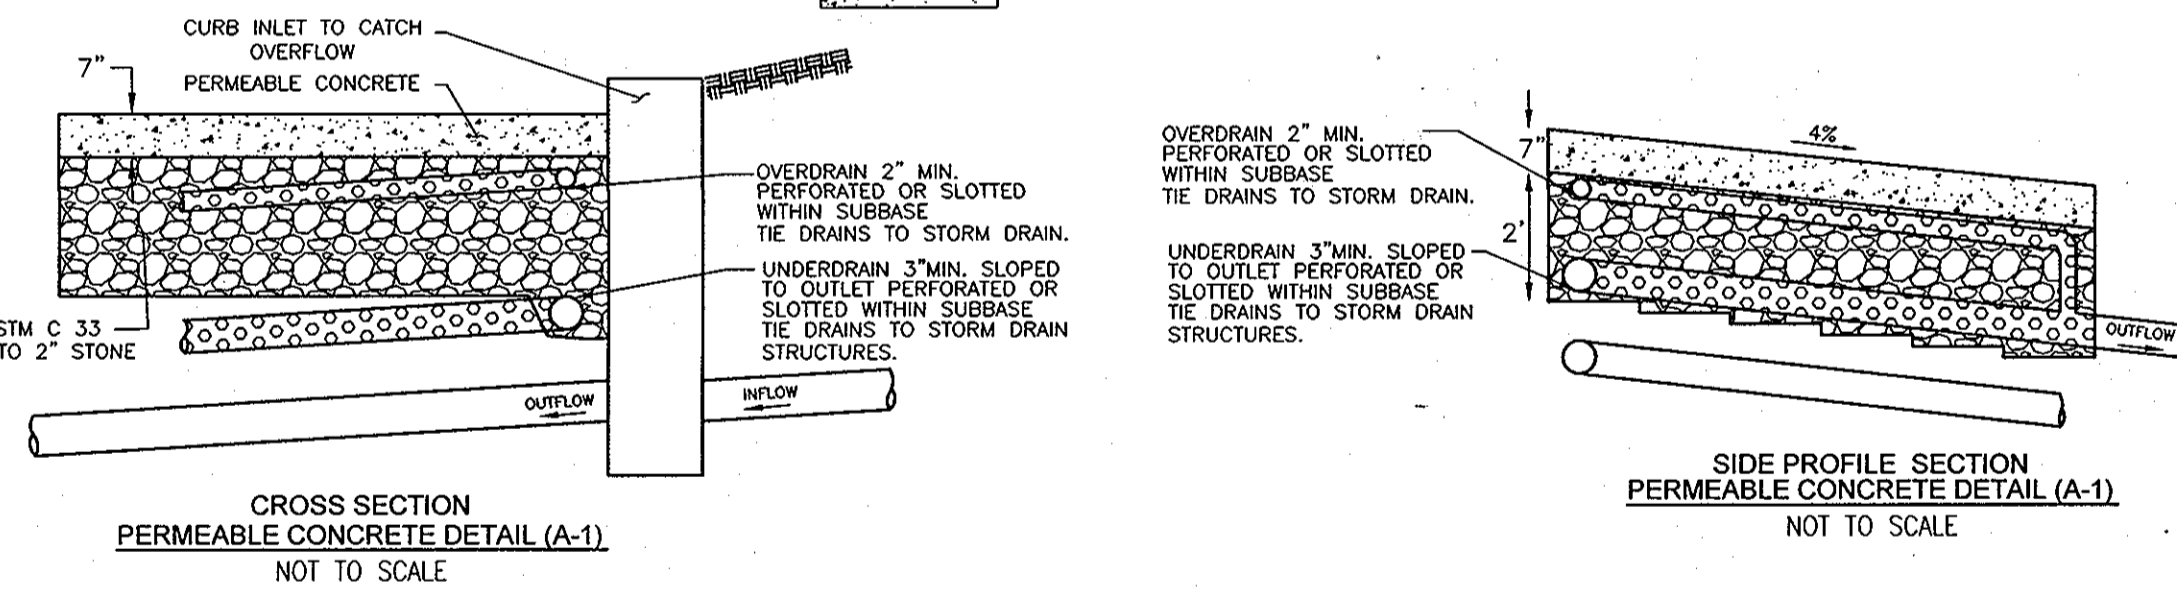 CURB INLET TO CATCH
OVERFLOW
7"
PERMEABLE CONCRETE
OVERDRAIN 2" MIN.
PERFORATED OR SLOTTED
WITHIN SUBBASE
TIE DRAINS TO STORM DRAIN.
UNDERDRAIN 3"MIN. SLOPED
TO OUTLET PERFORATED OR
SLOTTED WITHIN SUBBASE
TIE DRAINS TO STORM DRAIN
STRUCTURES.
STM C 33
TO 2" STONE
OUTFLOW
INFLOW
CROSS SECTION
PERMEABLE CONCRETE DETAIL (A-1)
NOT TO SCALE
OVERDRAIN 2" MIN.
PERFORATED OR SLOTTED
WITHIN SUBBASE
TIE DRAINS TO STORM DRAIN.
7"
4%
2'
UNDERDRAIN 3"MIN. SLOPED
TO OUTLET PERFORATED OR
SLOTTED WITHIN SUBBASE
TIE DRAINS TO STORM DRAIN
STRUCTURES.
OUTFLOW
SIDE PROFILE SECTION
PERMEABLE CONCRETE DETAIL (A-1)
NOT TO SCALE